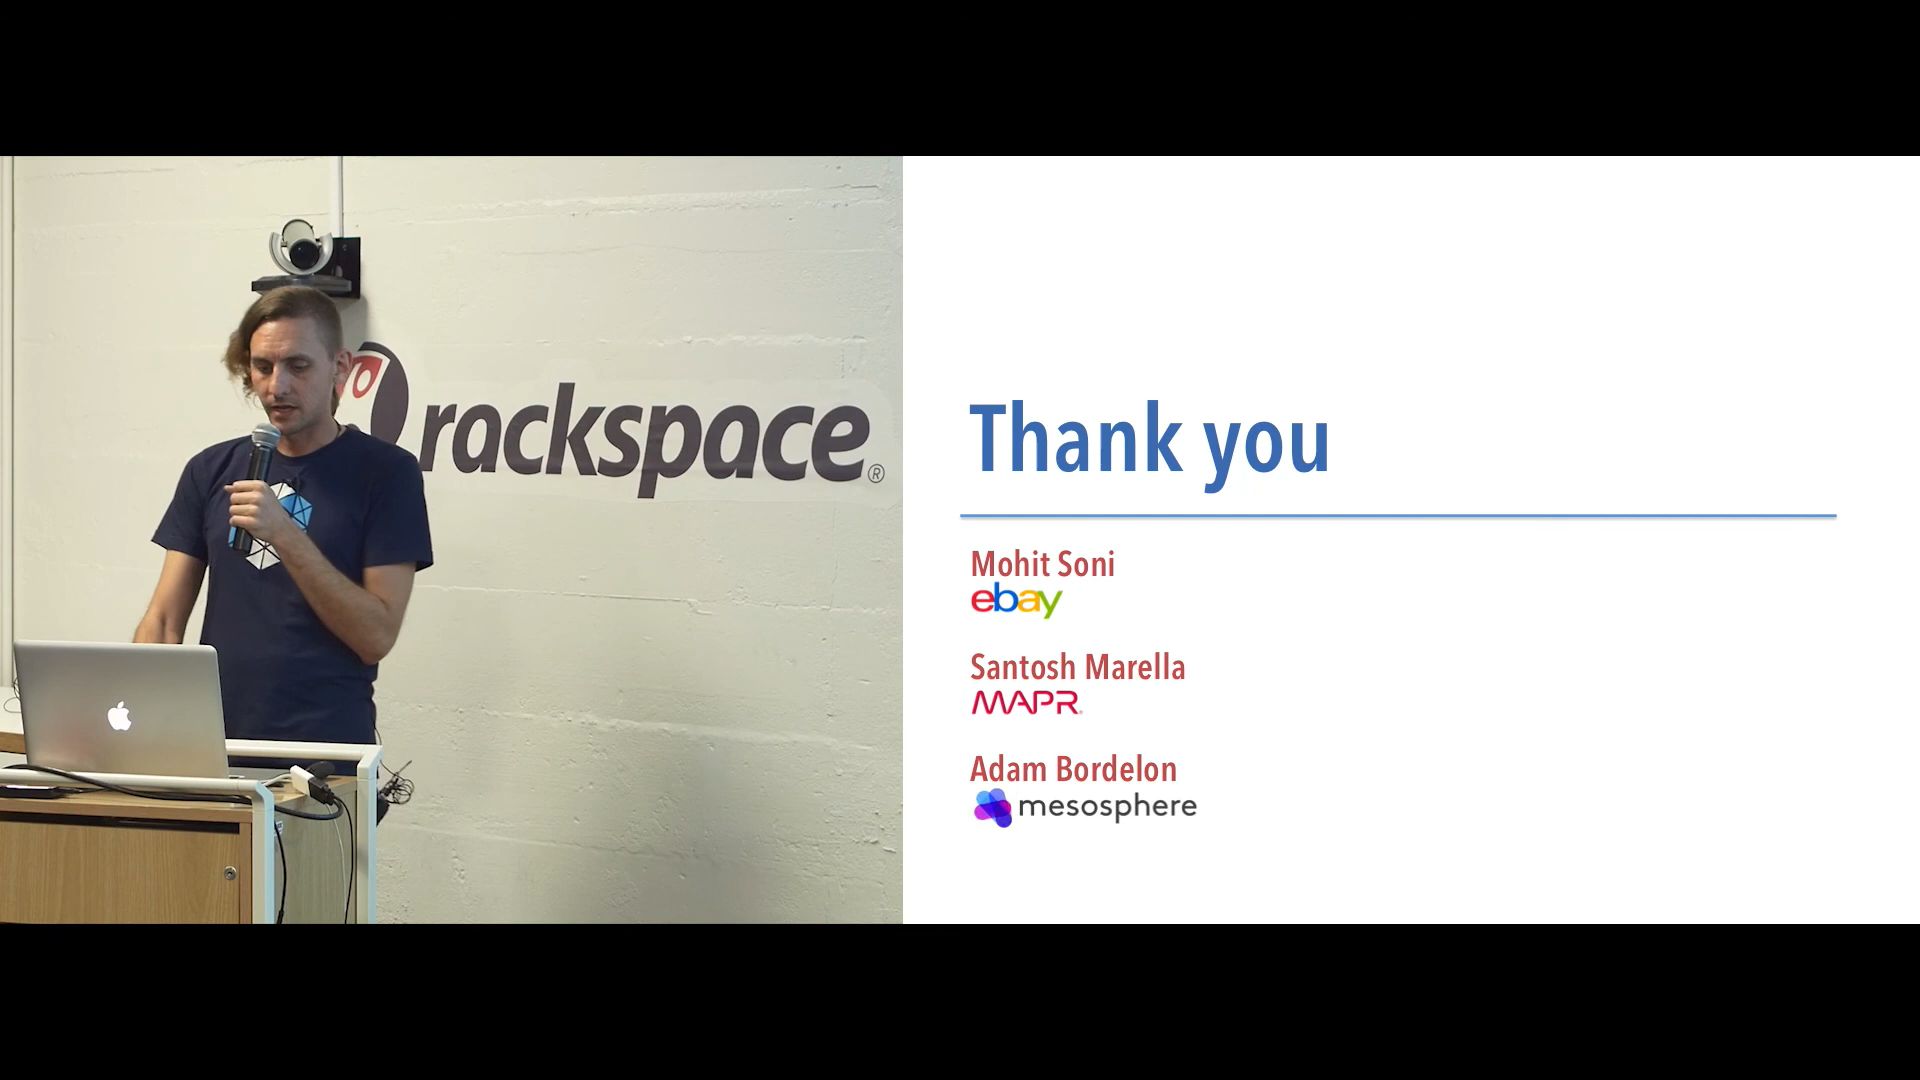 rackspace®
Thank you
Mohit Soni
ebay
Santosh Marella
MAPR
Adam Bordelon
mesosphere